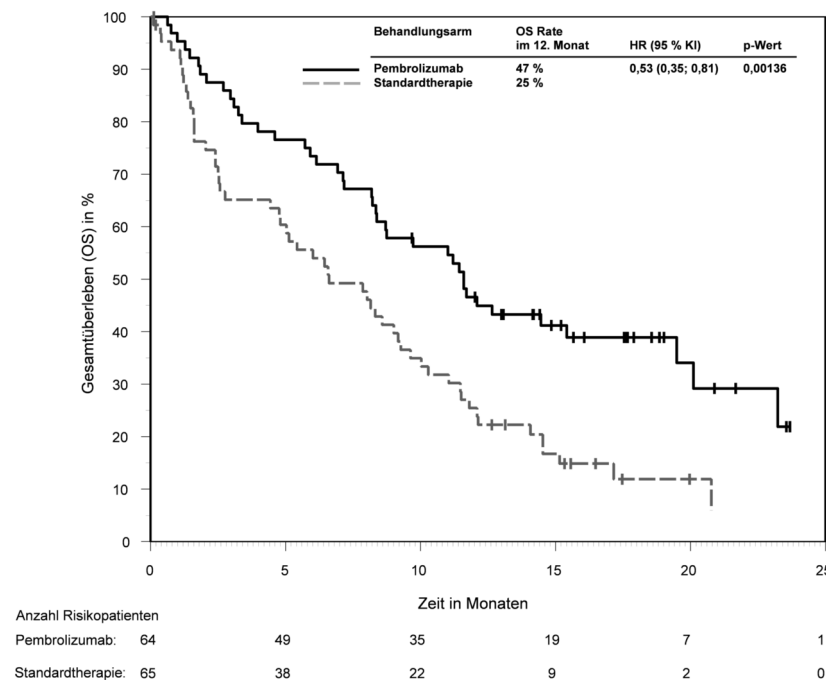 Behandlungsarm OS Rate
im 12. Monat HR (95 % KI) p-Wert
Pembrolizumab 47 % 0,53 (0,35; 0,81) 0,00136
Standardtherapie 25 %
Gesamtüberleben (OS) in %
100
90
80
70
60
50
40
30
20
10
0
0 5 10 15 20 25
Zeit in Monaten
Anzahl Risikopatienten
Pembrolizumab: 64 49 35 19 7 1
Standardtherapie: 65 38 22 9 2 0